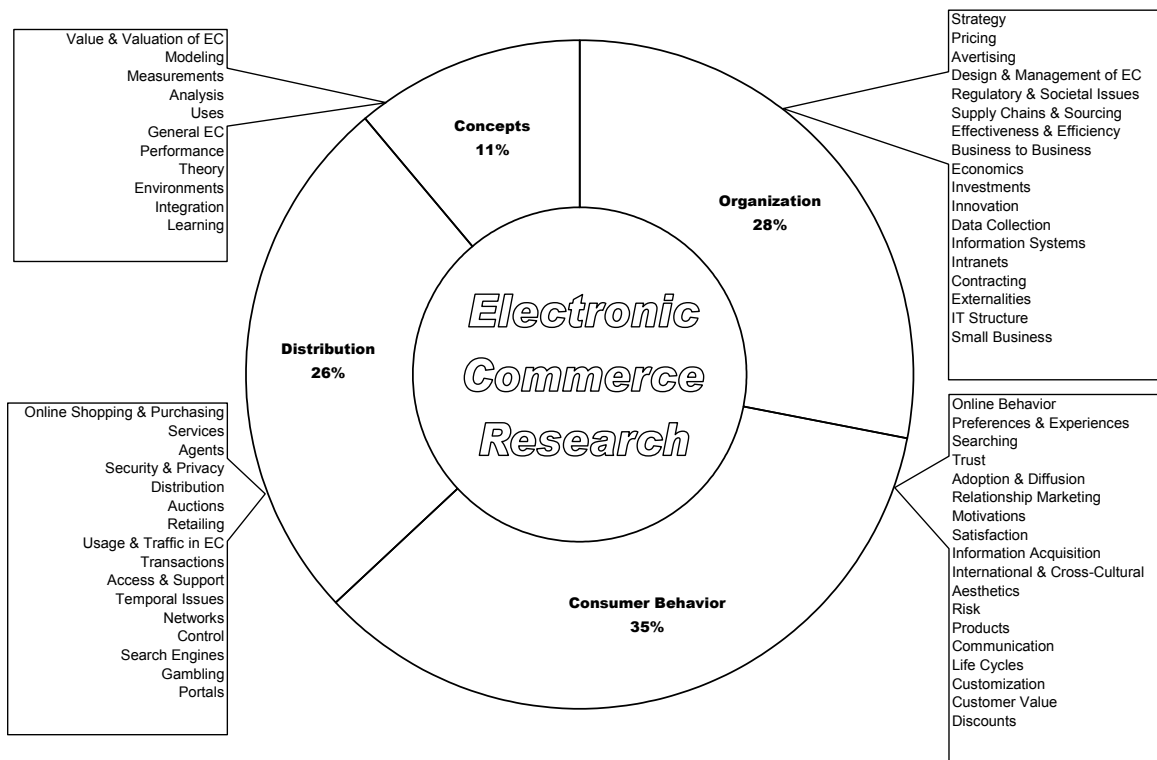 Value & Valuation of EC
Modeling
Measurements
Analysis
Uses
General EC
Performance
Theory
Environments
Integration
Learning
Concepts
11%
Strategy
Pricing
Avertising
Design & Management of EC
Regulatory & Societal Issues
Supply Chains & Sourcing
Effectiveness & Efficiency
Business to Business
Economics
Investments
Innovation
Data Collection
Information Systems
Intranets
Contracting
Externalities
IT Structure
Small Business
Organization
28%
Electronic
Commerce
Research
Distribution
26%
Online Shopping & Purchasing
Services
Agents
Security & Privacy
Distribution
Auctions
Retailing
Usage & Traffic in EC
Transactions
Access & Support
Temporal Issues
Networks
Control
Search Engines
Gambling
Portals
Consumer Behavior
35%
Online Behavior
Preferences & Experiences
Searching
Trust
Adoption & Diffusion
Relationship Marketing
Motivations
Satisfaction
Information Acquisition
International & Cross-Cultural
Aesthetics
Risk
Products
Communication
Life Cycles
Customization
Customer Value
Discounts